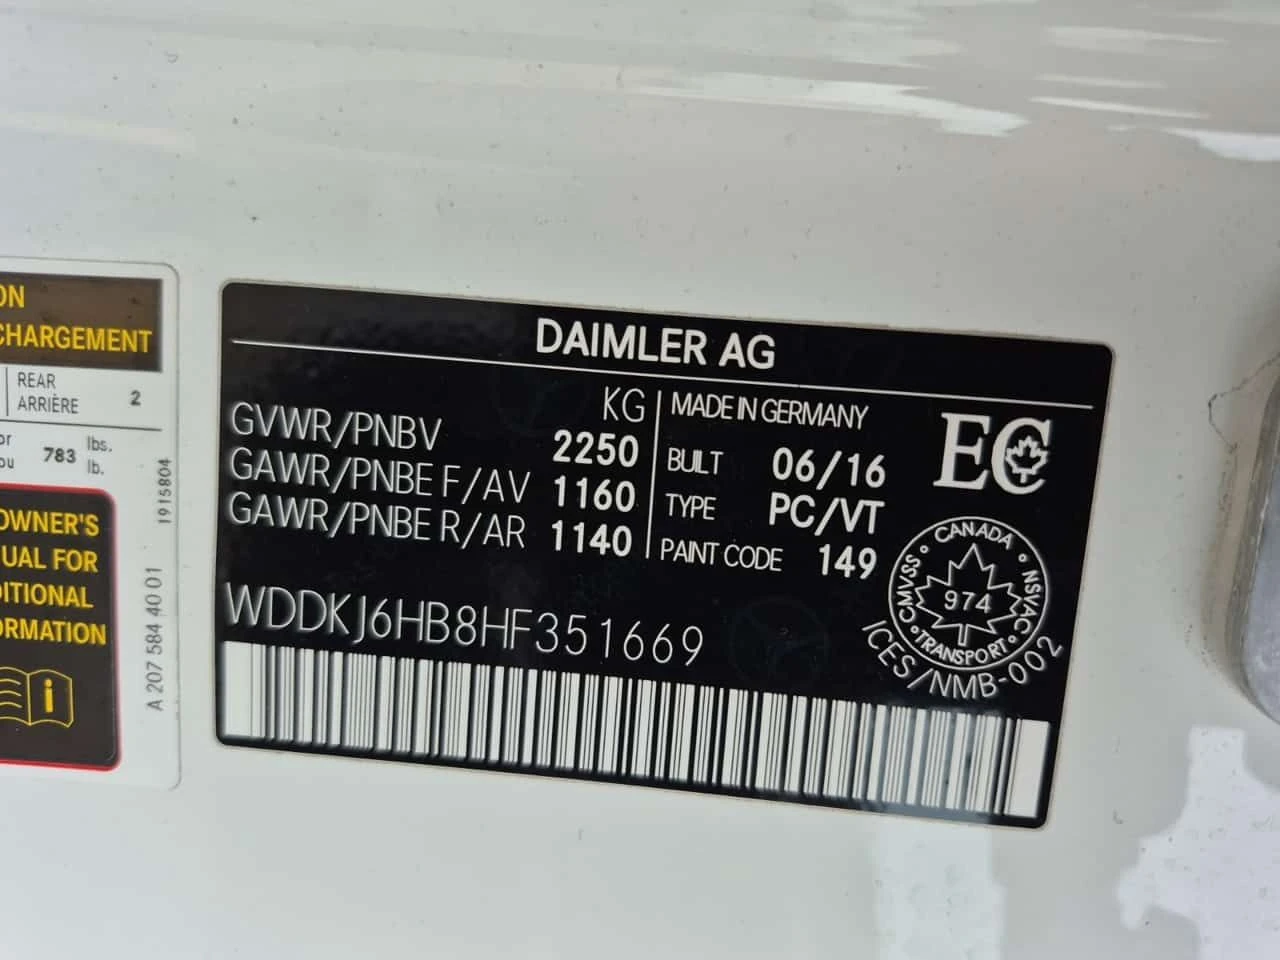 ON
CHARGEMENT
REAR
ARRIÈRE 2
or
ou 783 lbs.
lb.
OWNER'S
UAL FOR
DITIONAL
ORMATION
i
1915804
A 207 584 40 01
DAIMLER AG
KG
GVWR/PNBV 2250
GAWR/PNBE F/AV 1160
GAWR/PNBE R/AR 1140
MADE IN GERMANY
BUILT 06/16
TYPE PC/VT
PAINT CODE 149
EC
CANADA
CMVSS · NSVAC
974
TRANSPORT
ICES/NMB-002
WDDKJ6HB8HF351669